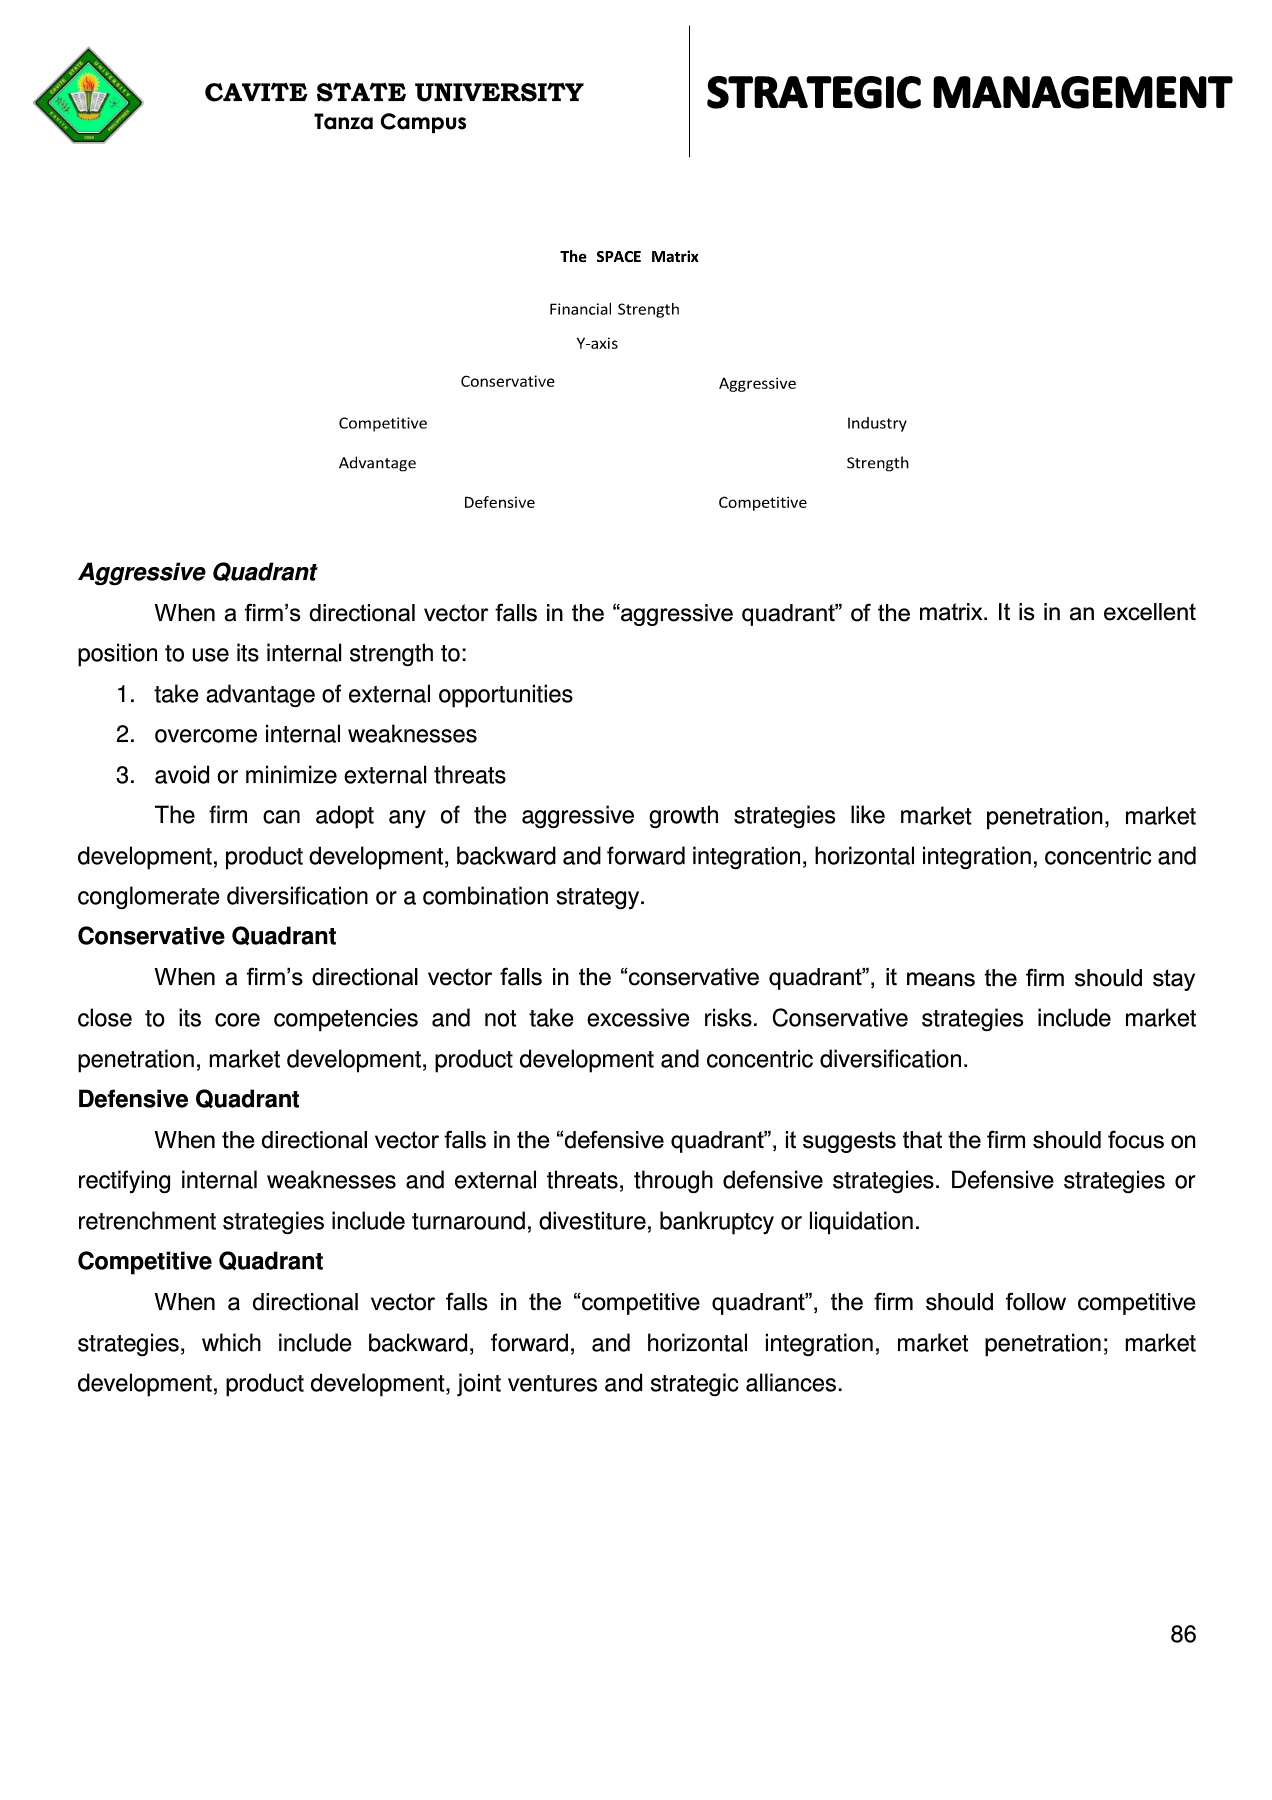 CAVITE STATE UNIVERSITY
Tanza Campus
STRATEGIC MANAGEMENT
The SPACE Matrix
Financial Strength
Y-axis
Conservative Aggressive
Competitive Industry
Advantage Strength
Defensive Competitive
Aggressive Quadrant
When a firm’s directional vector falls in the “aggressive quadrant” of the matrix. It is in an excellent
position to use its internal strength to:
1. take advantage of external opportunities
2. overcome internal weaknesses
3. avoid or minimize external threats
The firm can adopt any of the aggressive growth strategies like market penetration, market
development, product development, backward and forward integration, horizontal integration, concentric and
conglomerate diversification or a combination strategy.
Conservative Quadrant
When a firm’s directional vector falls in the “conservative quadrant”, it means the firm should stay
close to its core competencies and not take excessive risks. Conservative strategies include market
penetration, market development, product development and concentric diversification.
Defensive Quadrant
When the directional vector falls in the “defensive quadrant”, it suggests that the firm should focus on
rectifying internal weaknesses and external threats, through defensive strategies. Defensive strategies or
retrenchment strategies include turnaround, divestiture, bankruptcy or liquidation.
Competitive Quadrant
When a directional vector falls in the “competitive quadrant”, the firm should follow competitive
strategies, which include backward, forward, and horizontal integration, market penetration; market
development, product development, joint ventures and strategic alliances.
86